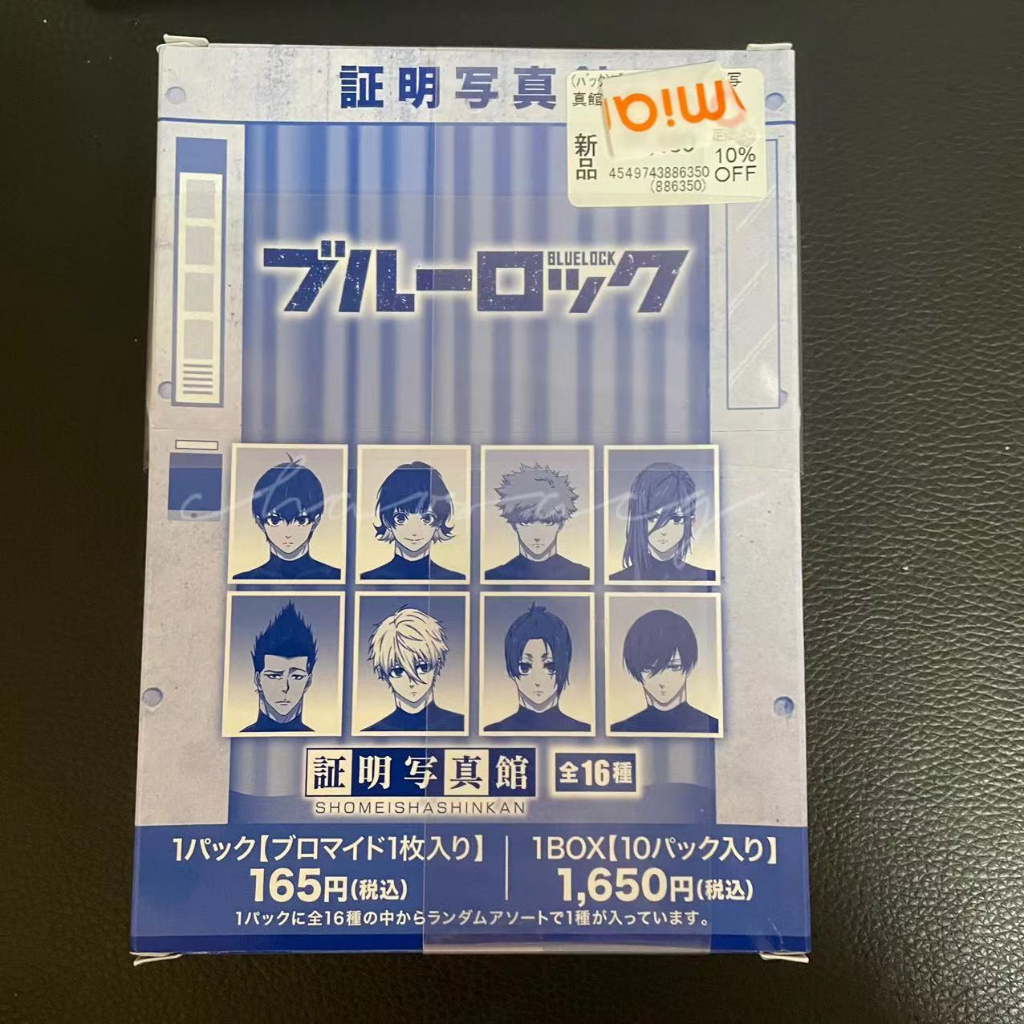 証明写真
真館
新品
10%
OFF
4549743886350
(886350)
ブルーロック
BLUELOCK
証明写真館
SHOMEISHASHINKAN
全16種
1パック【ブロマイド1枚入り】
165円(税込)
1BOX【10パック入り】
1,650円(税込)
1パックに全16種の中からランダムアソートで1種が入っています。